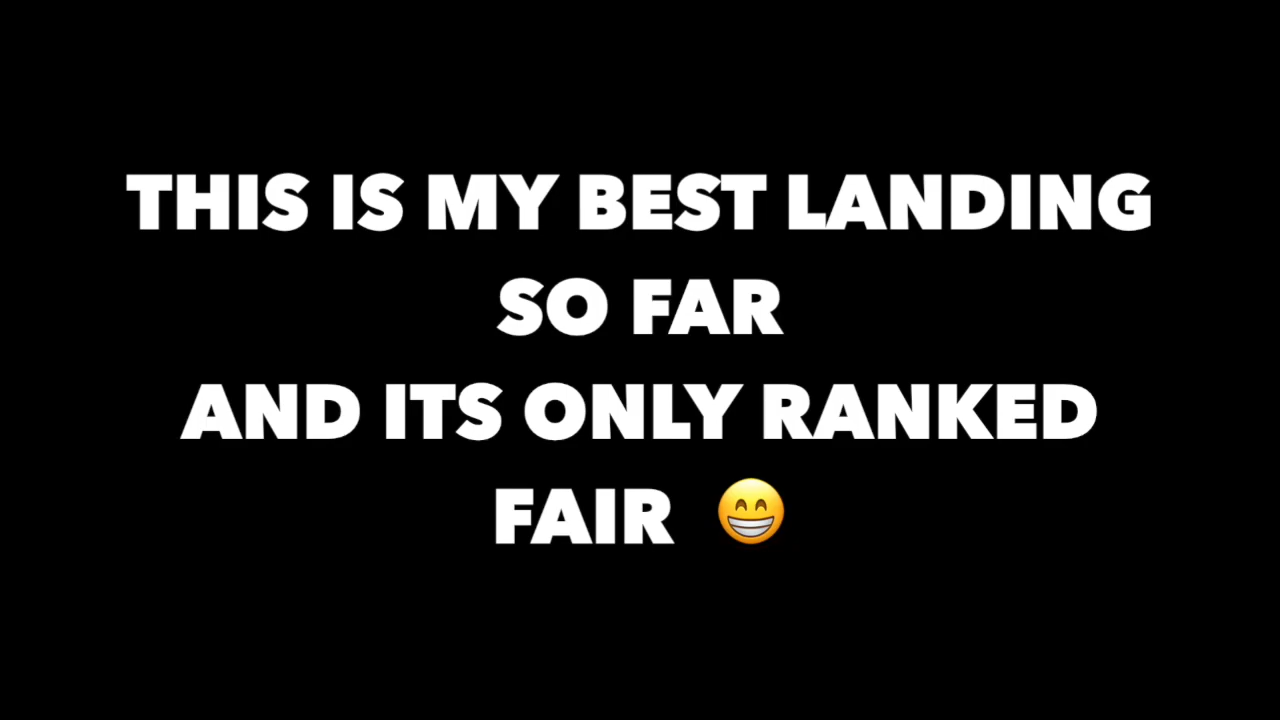 THIS IS MY BEST LANDING
SO FAR
AND ITS ONLY RANKED
FAIR 😁